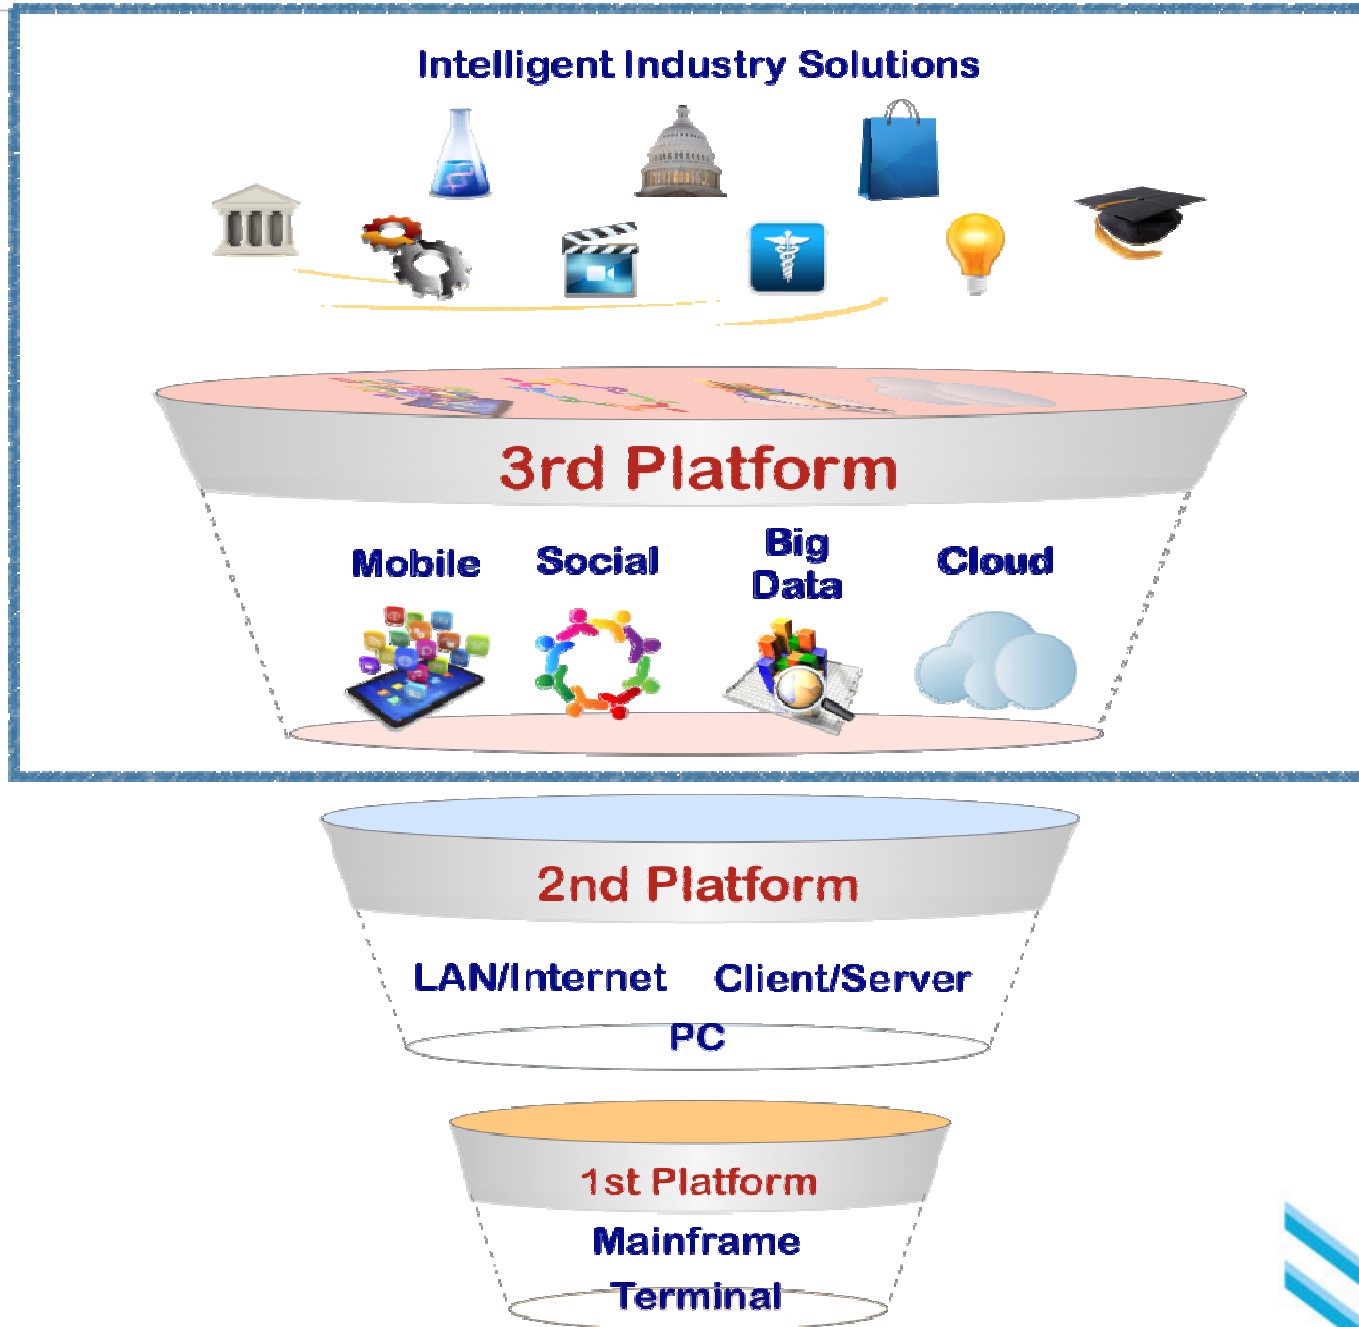 Intelligent Industry Solutions
3rd Platform
Mobile
Social
Big
Data
Cloud
2nd Platform
LAN/Internet Client/Server
PC
1st Platform
Mainframe
Terminal